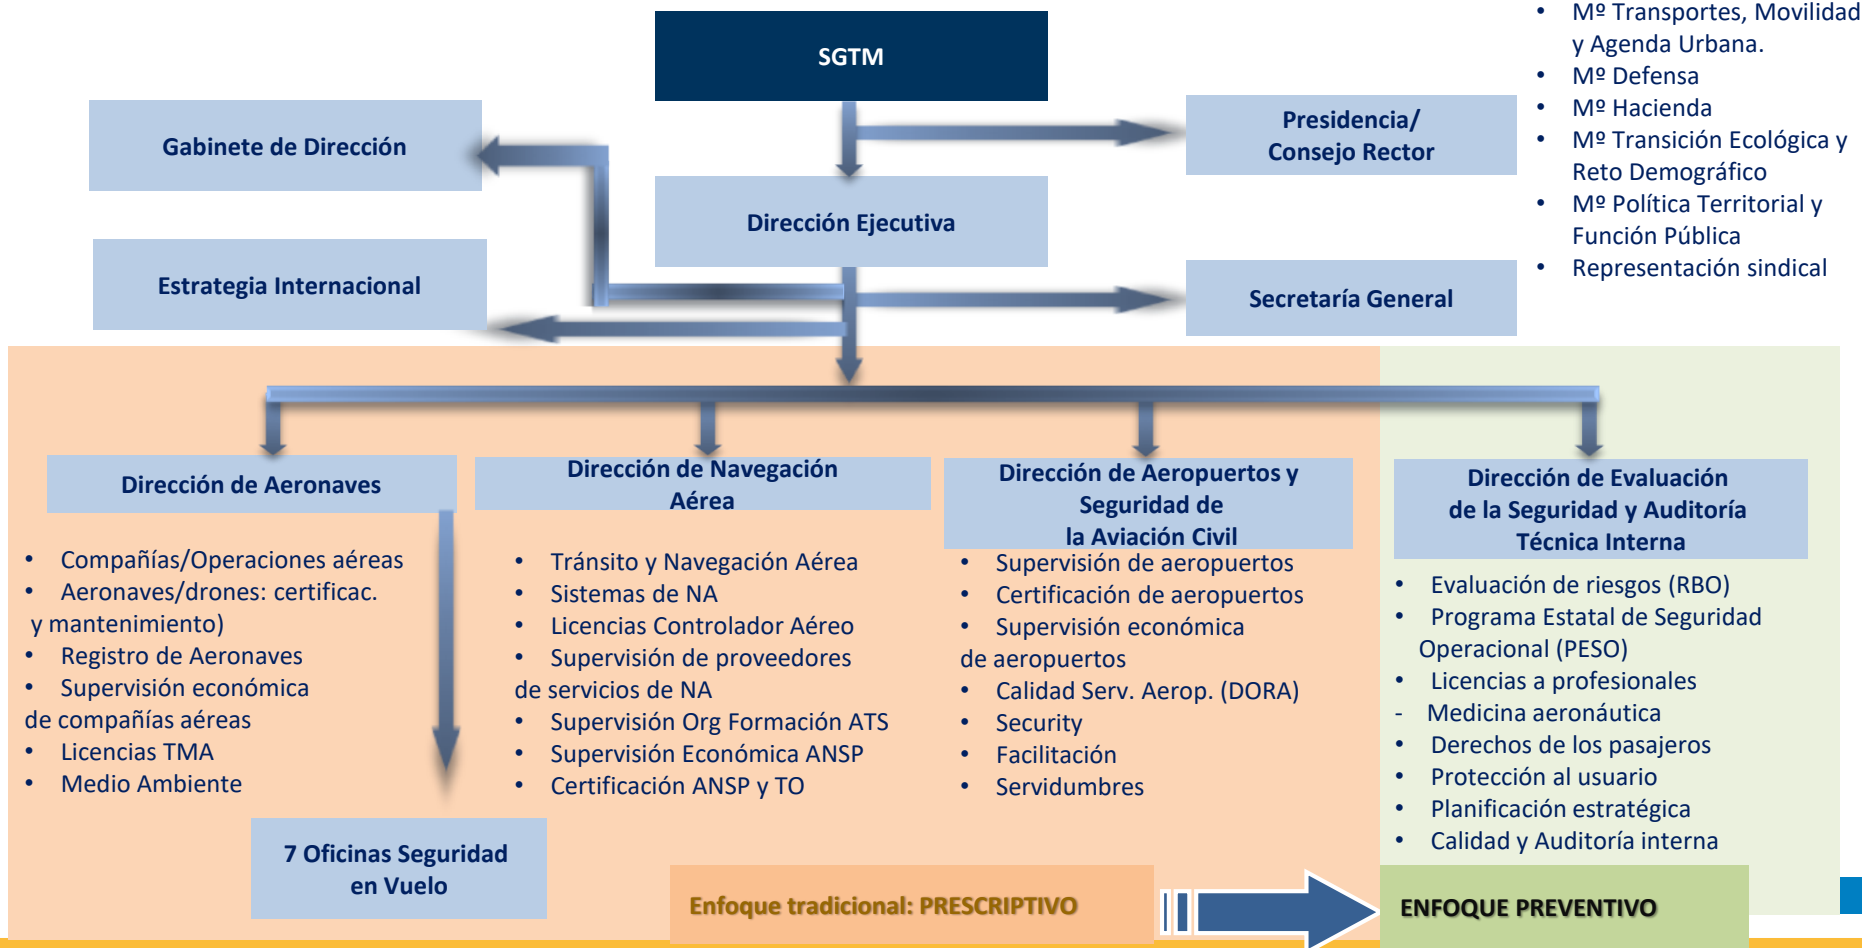 SGTM
• Mº Transportes, Movilidad
y Agenda Urbana.
• Mº Defensa
• Mº Hacienda
• Mº Transición Ecológica y
Reto Demográfico
• Mº Política Territorial y
Función Pública
• Representación sindical
Gabinete de Dirección
Presidencia/
Consejo Rector
Dirección Ejecutiva
Estrategia Internacional
Secretaría General
Dirección de Aeronaves
• Compañías/Operaciones aéreas
• Aeronaves/drones: certificac.
y mantenimiento)
• Registro de Aeronaves
• Supervisión económica
de compañías aéreas
• Licencias TMA
• Medio Ambiente
7 Oficinas Seguridad
en Vuelo
Dirección de Navegación
Aérea
• Tránsito y Navegación Aérea
• Sistemas de NA
• Licencias Controlador Aéreo
• Supervisión de proveedores
de servicios de NA
• Supervisión Org Formación ATS
• Supervisión Económica ANSP
• Certificación ANSP y TO
Dirección de Aeropuertos y
Seguridad de
la Aviación Civil
• Supervisión de aeropuertos
• Certificación de aeropuertos
• Supervisión económica
de aeropuertos
• Calidad Serv. Aerop. (DORA)
• Security
• Facilitación
• Servidumbres
Dirección de Evaluación
de la Seguridad y Auditoría
Técnica Interna
• Evaluación de riesgos (RBO)
• Programa Estatal de Seguridad
Operacional (PESO)
• Licencias a profesionales
- Medicina aeronáutica
• Derechos de los pasajeros
• Protección al usuario
• Planificación estratégica
• Calidad y Auditoría interna
Enfoque tradicional: PRESCRIPTIVO
ENFOQUE PREVENTIVO